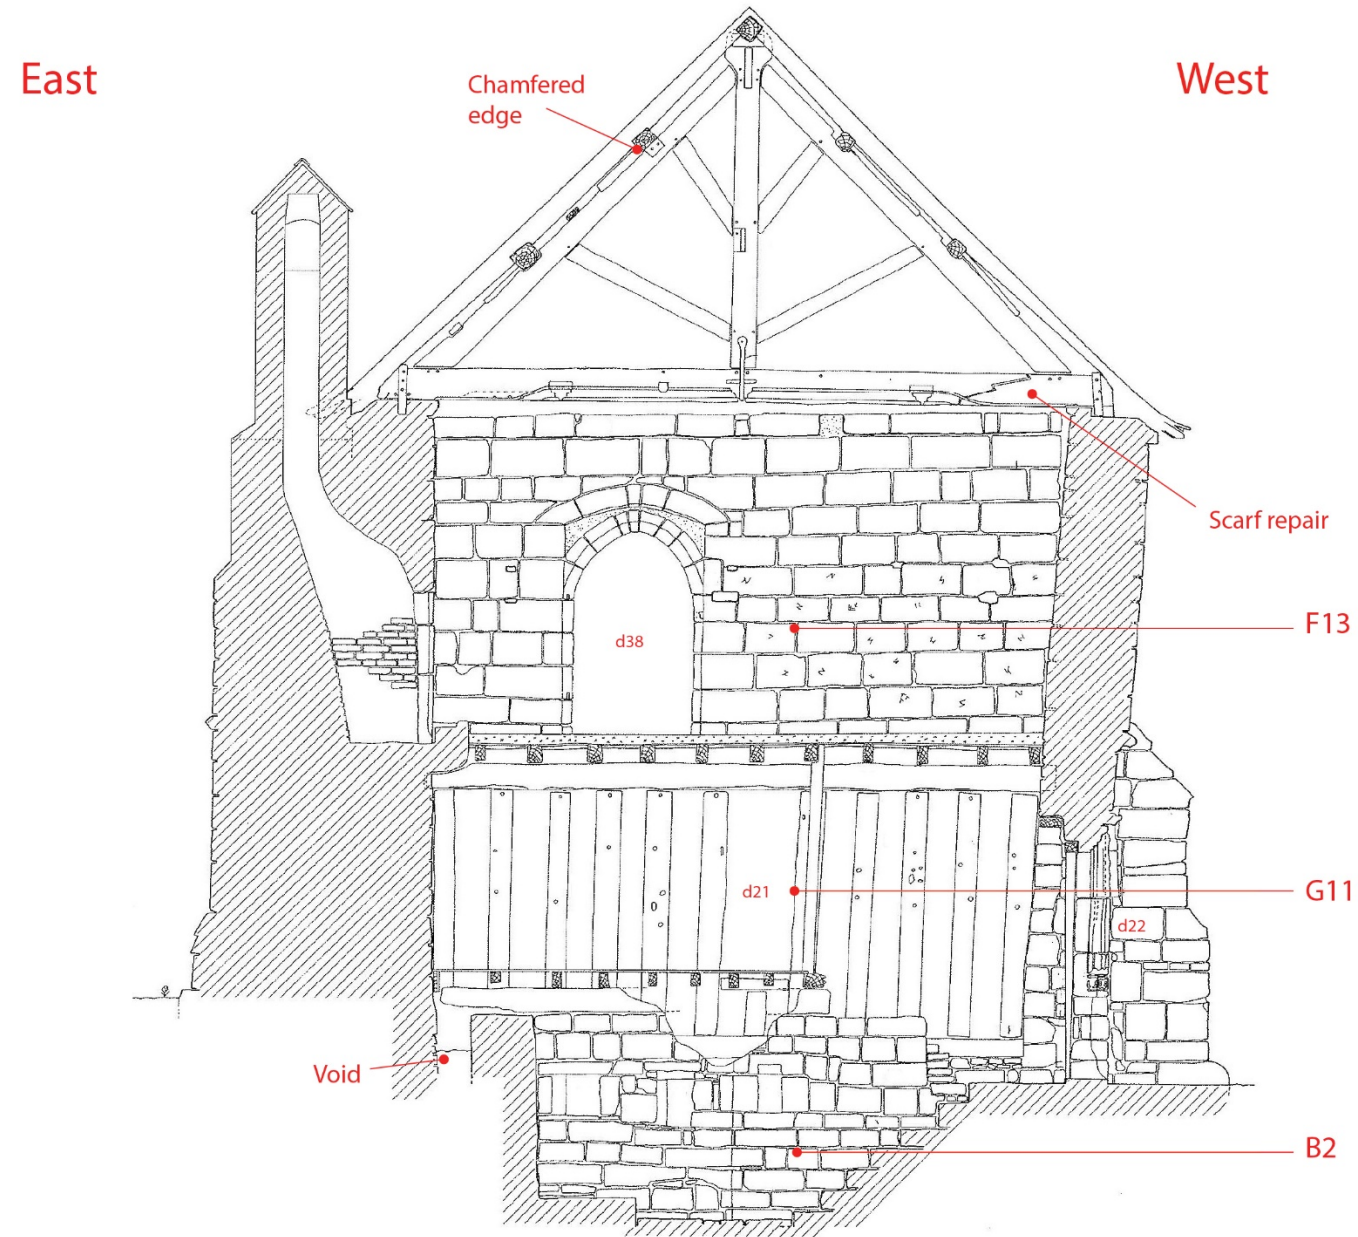 East
West
Chamfered
edge
Scarf repair
d38
F13
d21
G11
d22
Void
B2